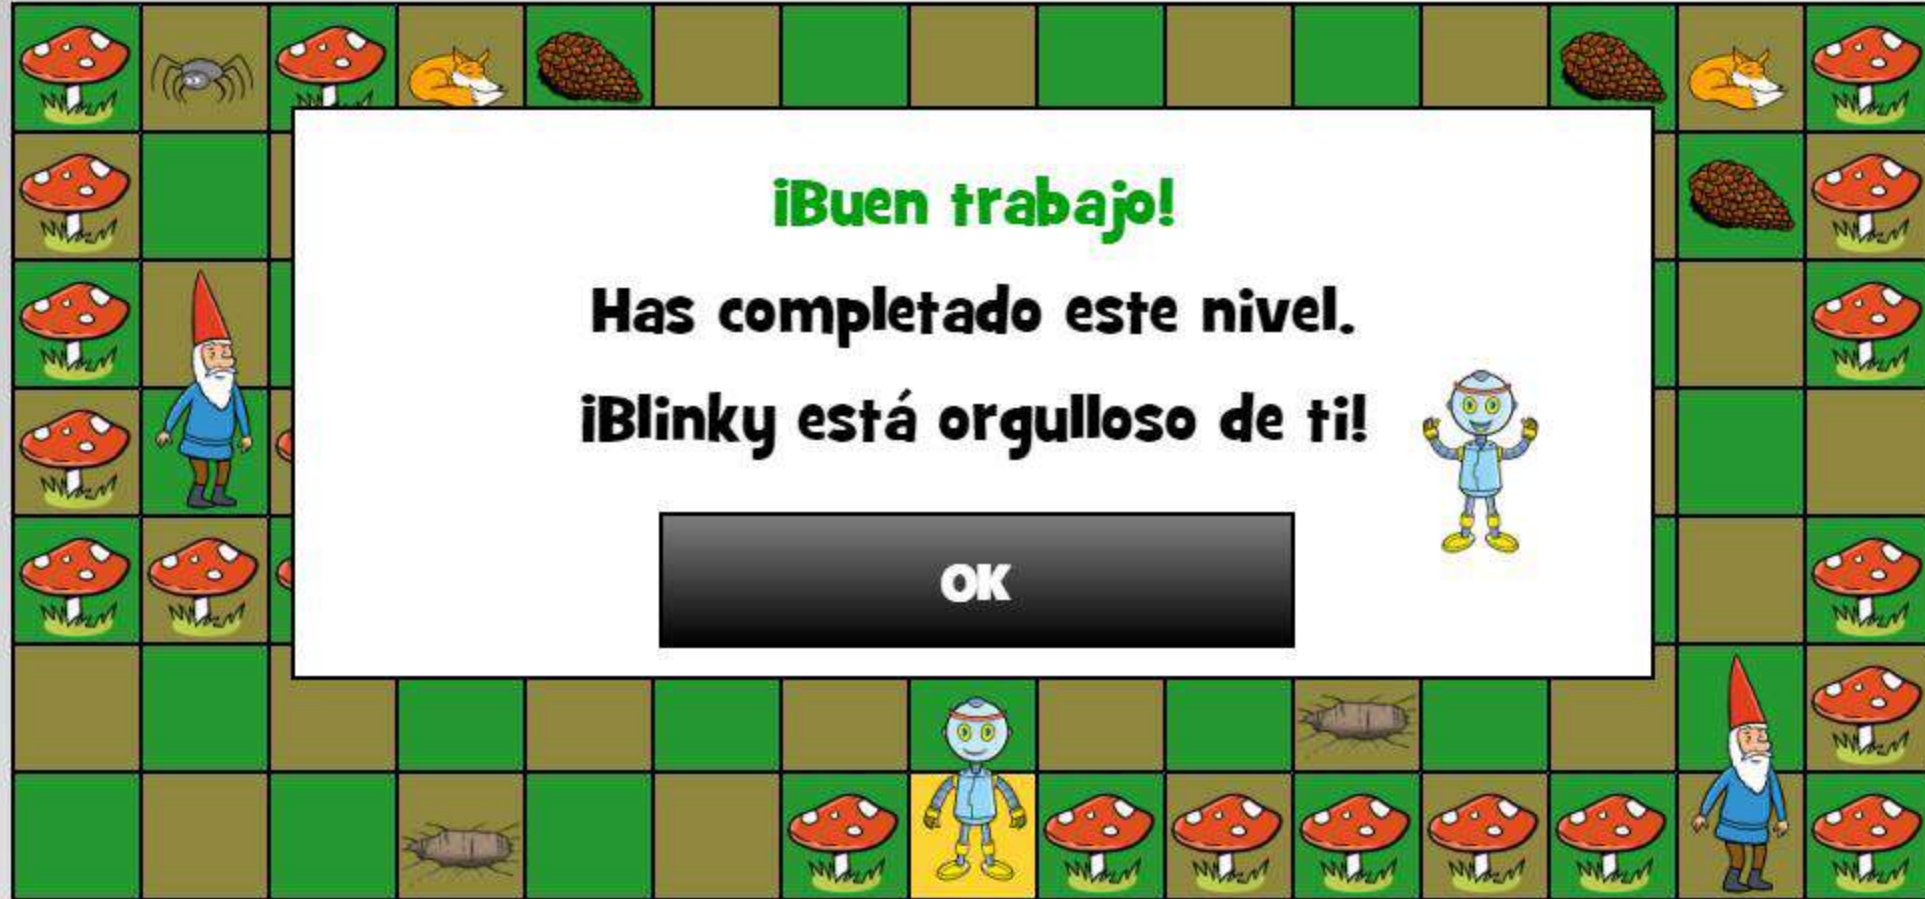 ¡Buen trabajo!
Has completado este nivel.
¡Blinky está orgulloso de ti!
OK